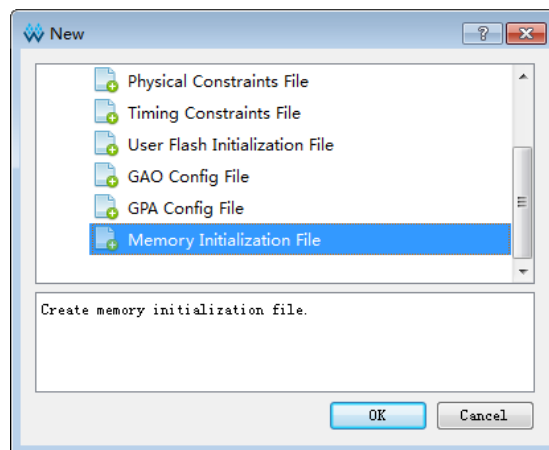 New
?
Physical Constraints File
Timing Constraints File
User Flash Initialization File
GAO Config File
GPA Config File
Memory Initialization File
Create memory initialization file.
OK
Cancel